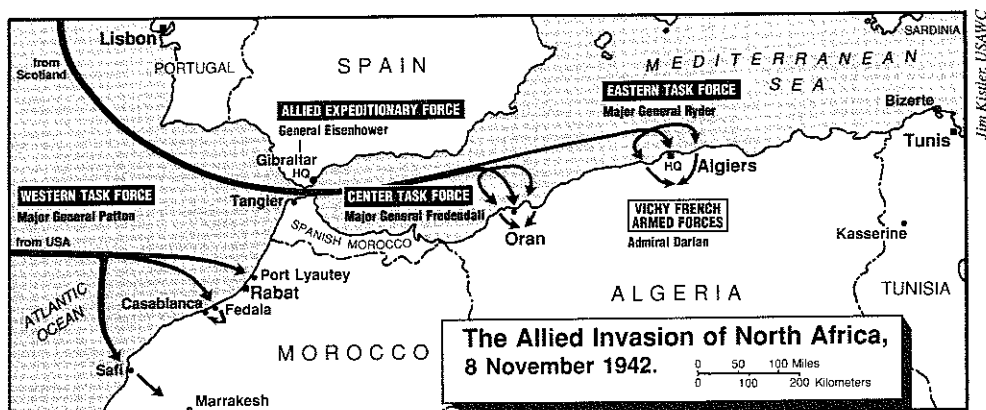 Lisbon
PORTUGAL
SPAIN
SARDINIA
MEDITERRANEAN
SEA
from
Scotland
ALLIED EXPEDITIONARY FORCE
General Eisenhower
Gibraltar
HQ
EASTERN TASK FORCE
Major General Ryder
Bizerte
Tunis
HQ
Algiers
WESTERN TASK FORCE
Major General Patton
from USA
Tangier
CENTER TASK FORCE
Major General Fredendall
SPANISH MOROCCO
Oran
VICHY FRENCH
ARMED FORCES
Admiral Darlan
Kasserine
Port Lyautey
Rabat
Casablanca
Fedala
ATLANTIC
OCEAN
ALGERIA
TUNISIA
MOROCCO
Safi
Marrakesh
The Allied Invasion of North Africa,
8 November 1942.
0 50 100 Miles
0 100 200 Kilometers
Jim Kistler, USAWC